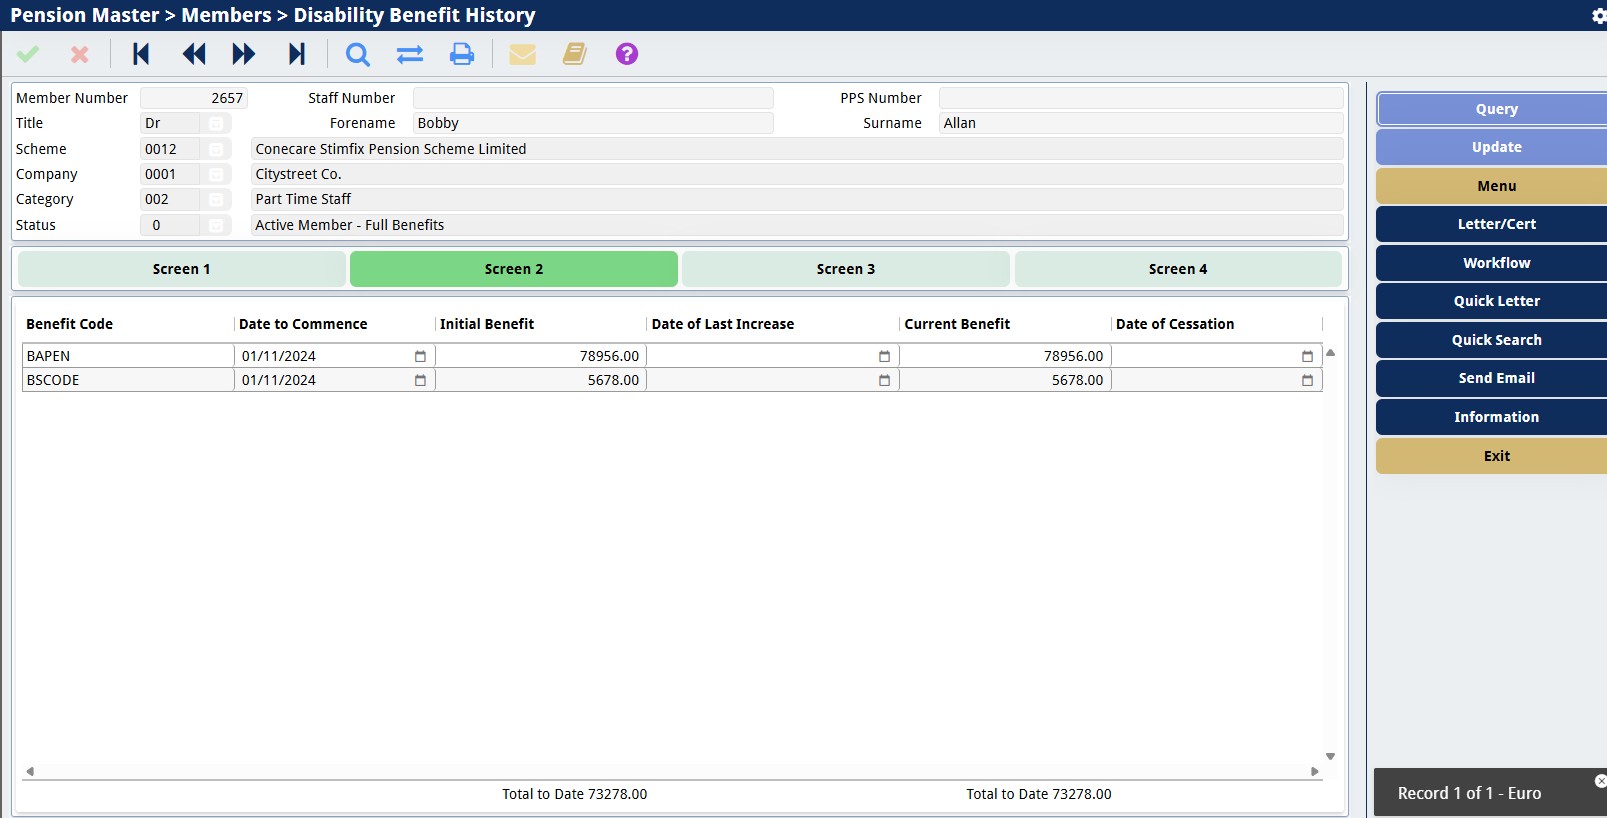 Pension Master > Members > Disability Benefit History
Member Number 2657 Staff Number PPS Number
Title Dr Forename Bobby Surname Allan
Scheme 0012 Conecare Stimfix Pension Scheme Limited
Company 0001 Citystreet Co.
Category 002 Part Time Staff
Status 0 Active Member - Full Benefits
Screen 1 Screen 2 Screen 3 Screen 4
Benefit Code Date to Commence Initial Benefit Date of Last Increase Current Benefit Date of Cessation
BAPEN 01/11/2024 78956.00 78956.00
BSCODE 01/11/2024 5678.00 5678.00
Total to Date 73278.00 Total to Date 73278.00
Query
Update
Menu
Letter/Cert
Workflow
Quick Letter
Quick Search
Send Email
Information
Exit
Record 1 of 1 - Euro